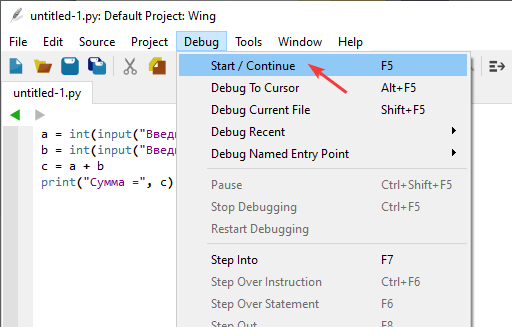 untitled-1.py: Default Project: Wing
File Edit Source Project Debug Tools Window Help
untitled-1.py
a = int(input("Введ
b = int(input("Введ
c = a + b
print("Сумма =", c)
Start / Continue F5
Debug To Cursor Alt+F5
Debug Current File Shift+F5
Debug Recent
Debug Named Entry Point
Pause Ctrl+Shift+F5
Stop Debugging Ctrl+F5
Restart Debugging
Step Into F7
Step Over Instruction Ctrl+F6
Step Over Statement F6
Step Out F8